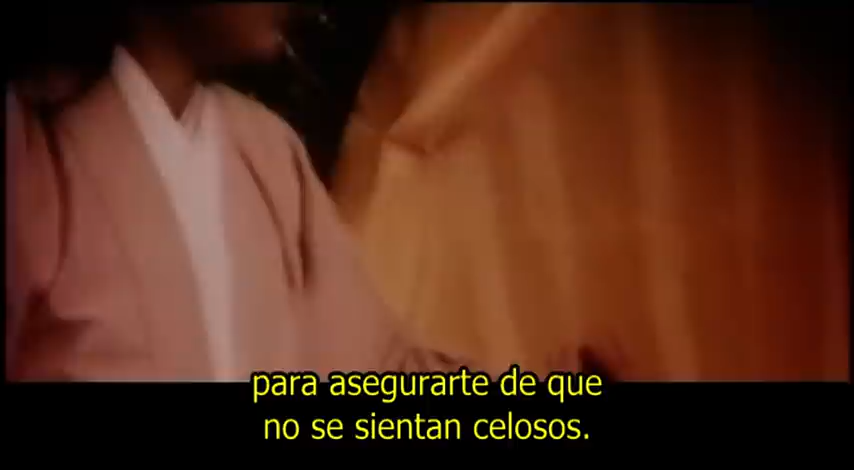 para asegurarte de que
no se sientan celosos.